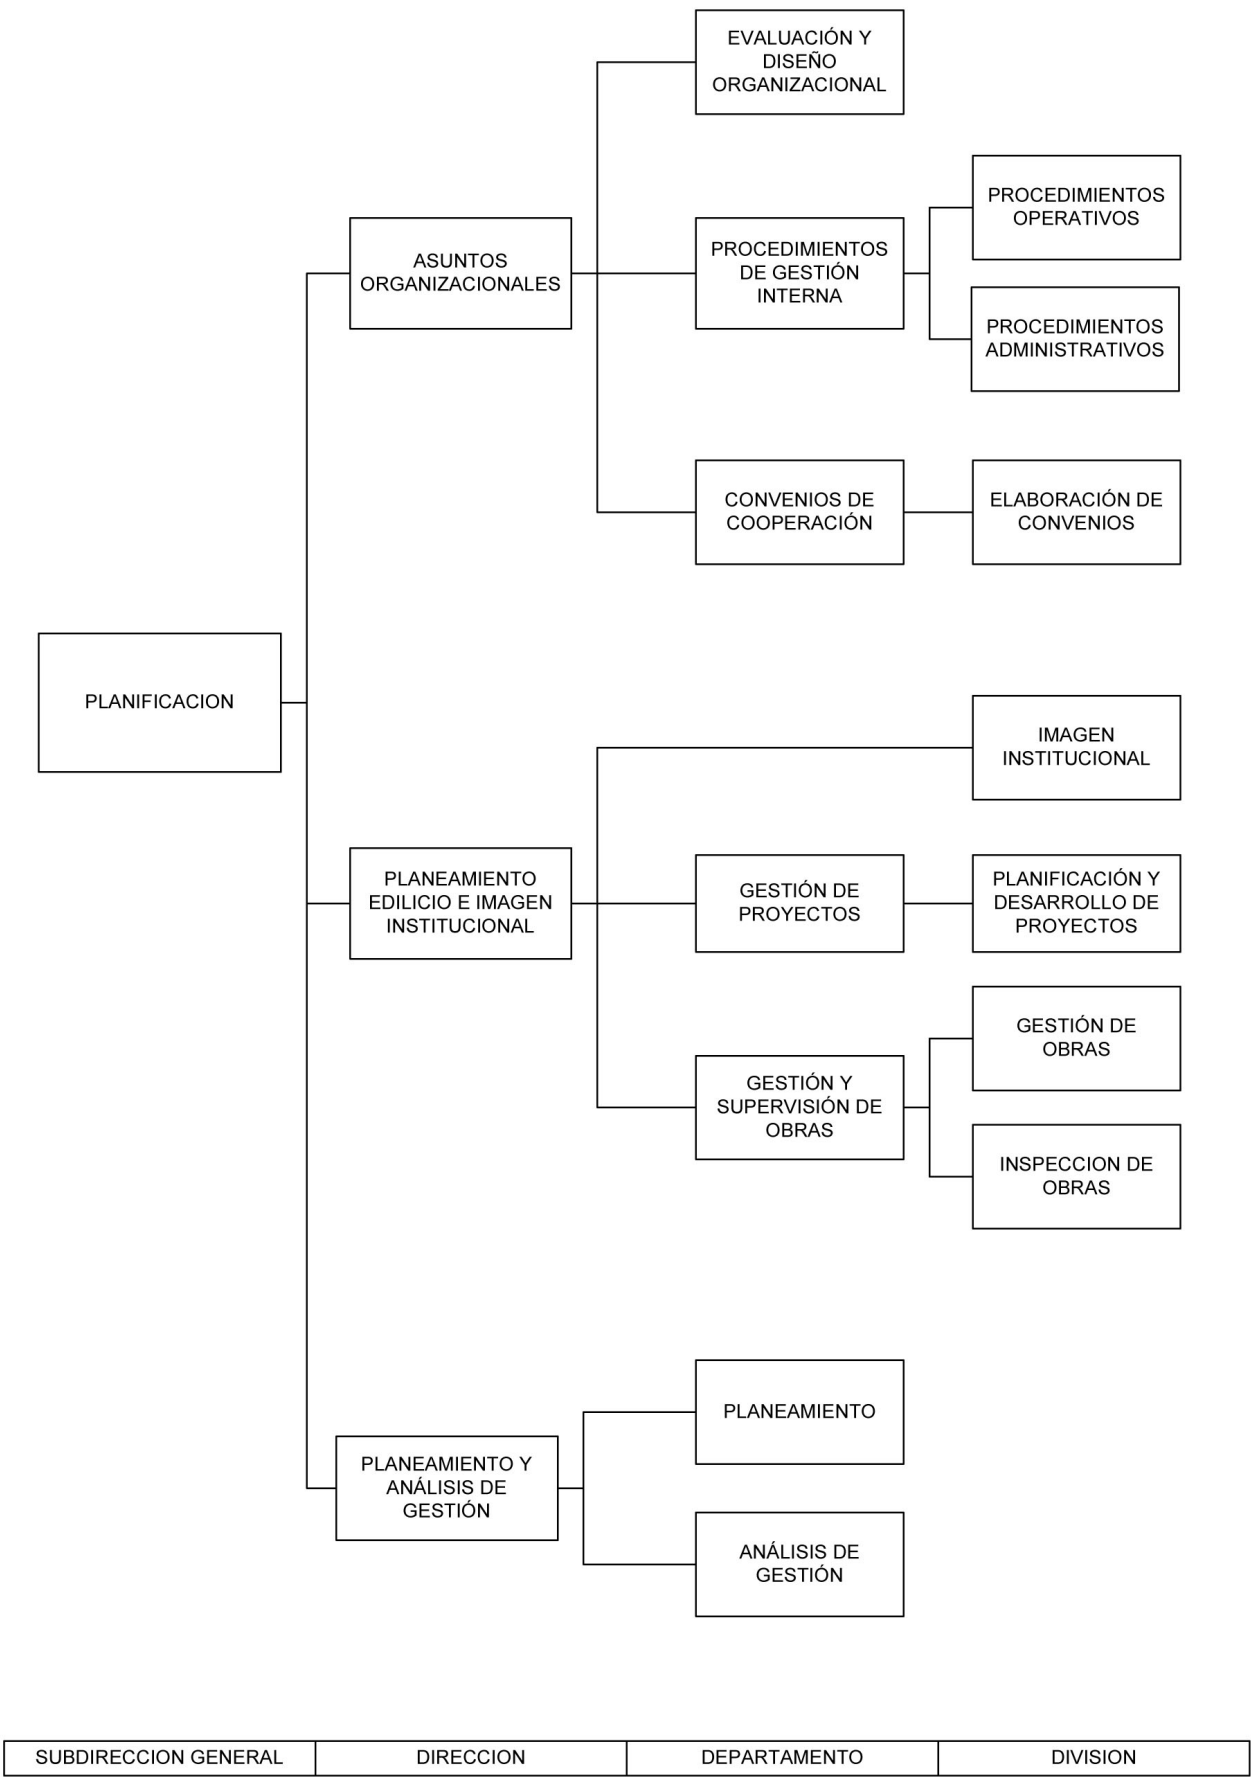 EVALUACIÓN Y
DISEÑO
ORGANIZACIONAL
PROCEDIMIENTOS
OPERATIVOS
ASUNTOS
ORGANIZACIONALES
PROCEDIMIENTOS
DE GESTIÓN
INTERNA
PROCEDIMIENTOS
ADMINISTRATIVOS
CONVENIOS DE
COOPERACIÓN
ELABORACIÓN DE
CONVENIOS
PLANIFICACION
IMAGEN
INSTITUCIONAL
PLANEAMIENTO
EDILICIO E IMAGEN
INSTITUCIONAL
GESTIÓN DE
PROYECTOS
PLANIFICACIÓN Y
DESARROLLO DE
PROYECTOS
GESTIÓN DE
OBRAS
GESTIÓN Y
SUPERVISIÓN DE
OBRAS
INSPECCION DE
OBRAS
PLANEAMIENTO
PLANEAMIENTO Y
ANÁLISIS DE
GESTIÓN
ANÁLISIS DE
GESTIÓN
SUBDIRECCION GENERAL
DIRECCION
DEPARTAMENTO
DIVISION